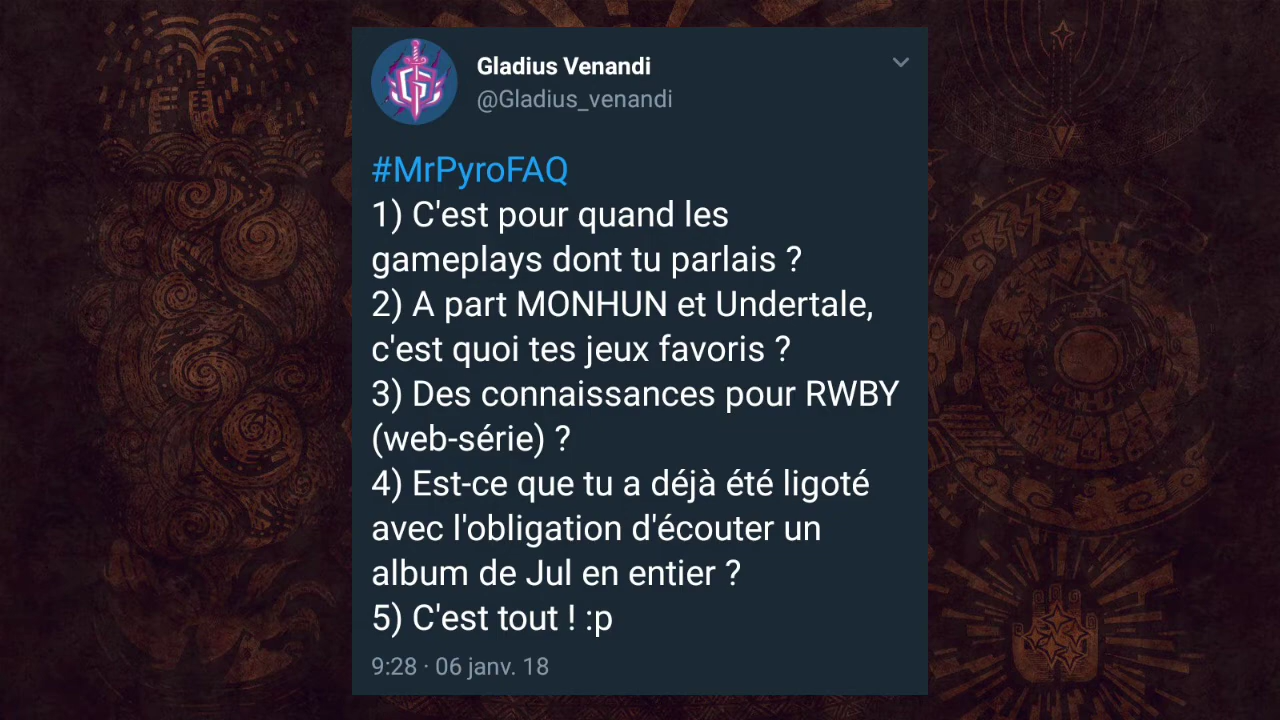 Gladius Venandi
@Gladius_venandi
#MrPyroFAQ
1) C'est pour quand les
gameplays dont tu parlais ?
2) A part MONHUN et Undertale,
c'est quoi tes jeux favoris ?
3) Des connaissances pour RWBY
(web-série) ?
4) Est-ce que tu a déjà été ligoté
avec l'obligation d'écouter un
album de Jul en entier ?
5) C'est tout ! :p
9:28 · 06 janv. 18